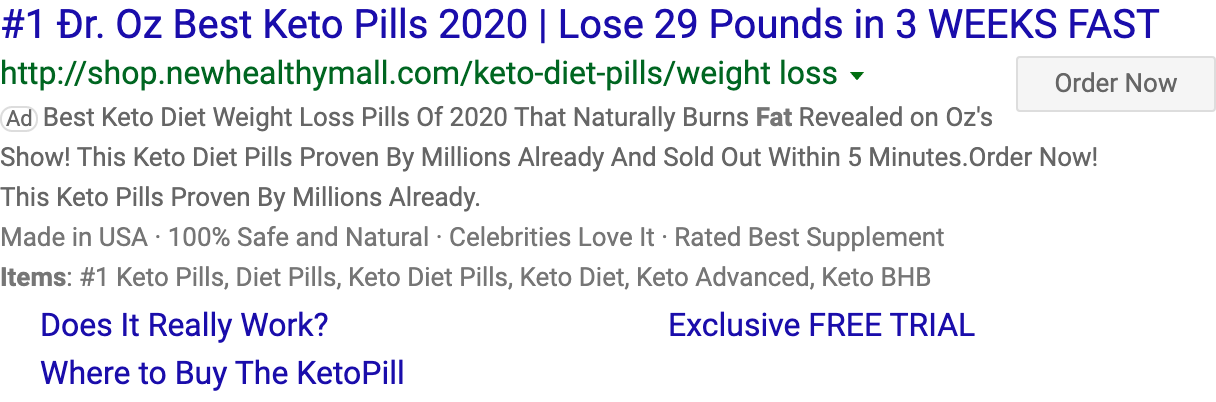 #1 Ðr. Oz Best Keto Pills 2020 | Lose 29 Pounds in 3 WEEKS FAST
http://shop.newhealthymall.com/keto-diet-pills/weight loss
Order Now
Ad Best Keto Diet Weight Loss Pills Of 2020 That Naturally Burns Fat Revealed on Oz's
Show! This Keto Diet Pills Proven By Millions Already And Sold Out Within 5 Minutes.Order Now!
This Keto Pills Proven By Millions Already.
Made in USA · 100% Safe and Natural · Celebrities Love It · Rated Best Supplement
Items: #1 Keto Pills, Diet Pills, Keto Diet Pills, Keto Diet, Keto Advanced, Keto BHB
Does It Really Work?
Exclusive FREE TRIAL
Where to Buy The KetoPill